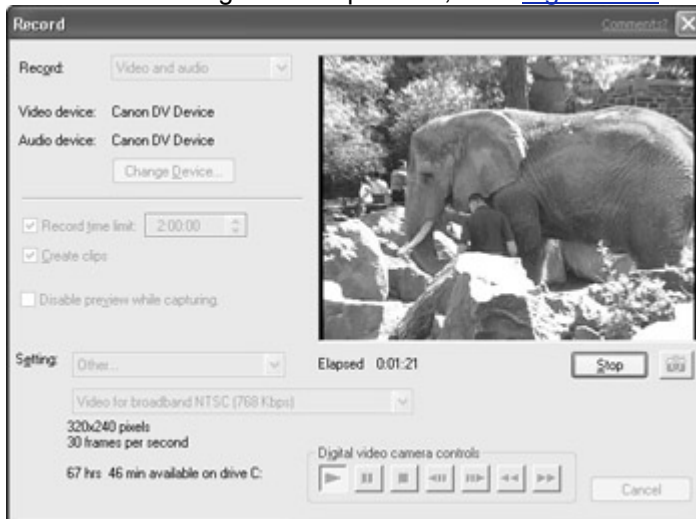 Record
Comments?
Record: Video and audio
Video device: Canon DV Device
Audio device: Canon DV Device
Change Device...
Record time limit: 2:00:00
Create clips
Disable preview while capturing.
Setting: Other...
Elapsed 0:01:21
Stop
Video for broadband NTSC (768 Kbps)
320x240 pixels
30 frames per second
Digital video camera controls
67 hrs 46 min available on drive C:
Cancel